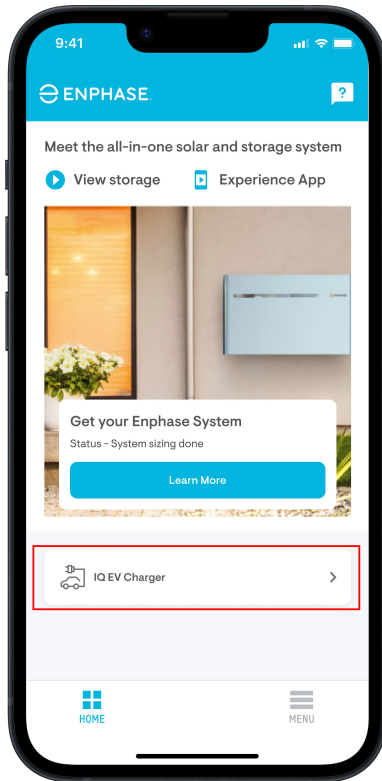 9:41
ENPHASE
?
Meet the all-in-one solar and storage system
View storage
Experience App
ENPHASE
Get your Enphase System
Status - System sizing done
Learn More
IQ EV Charger
HOME
MENU